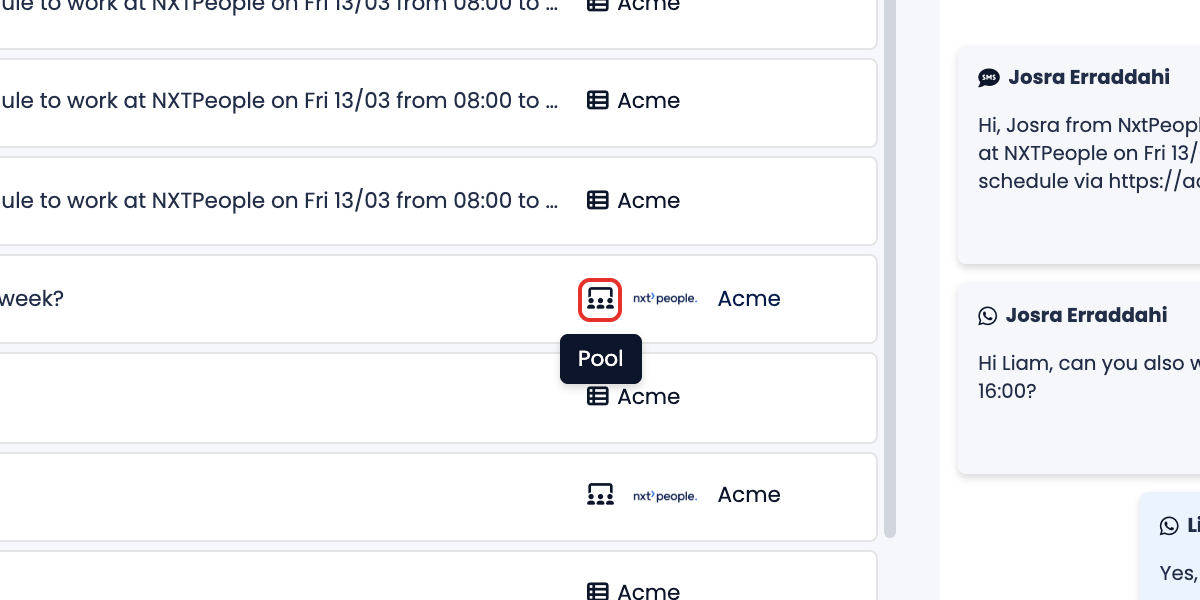 ule to work at NXTPeople on Fri 13/03 from 08:00 to ... Acme
ule to work at NXTPeople on Fri 13/03 from 08:00 to ... Acme
ule to work at NXTPeople on Fri 13/03 from 08:00 to ... Acme
week? nxt people. Acme
Pool
Acme
nxt people. Acme
Acme
SMS Josra Erraddahi
Hi, Josra from NxtPeopl
at NXTPeople on Fri 13/
schedule via https://ac
Josra Erraddahi
Hi Liam, can you also w
16:00?
Li
Yes,